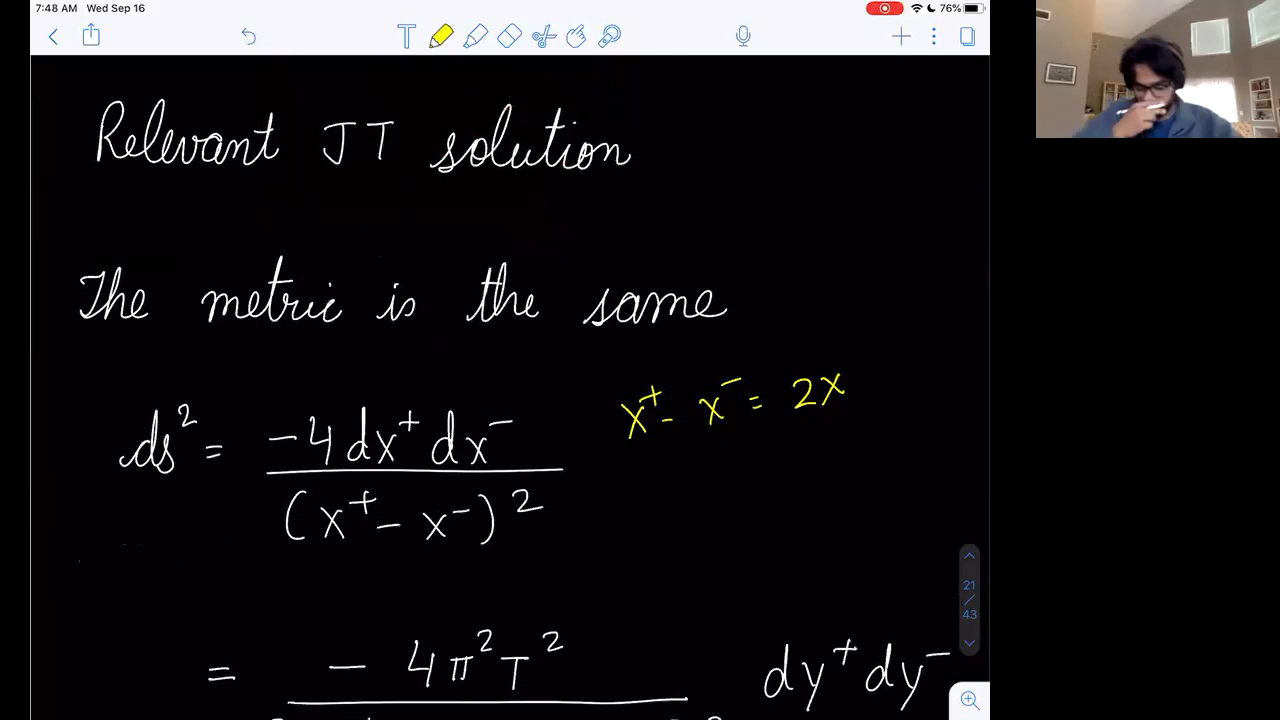 7:48 AM Wed Sep 16
76%
T
Relevant JT solution
The metric is the same
x⁺ - x⁻ = 2x
ds² = -4dx⁺dx⁻ / (x⁺ - x⁻)²
21
/
43
= - 4π²T² dy⁺dy⁻